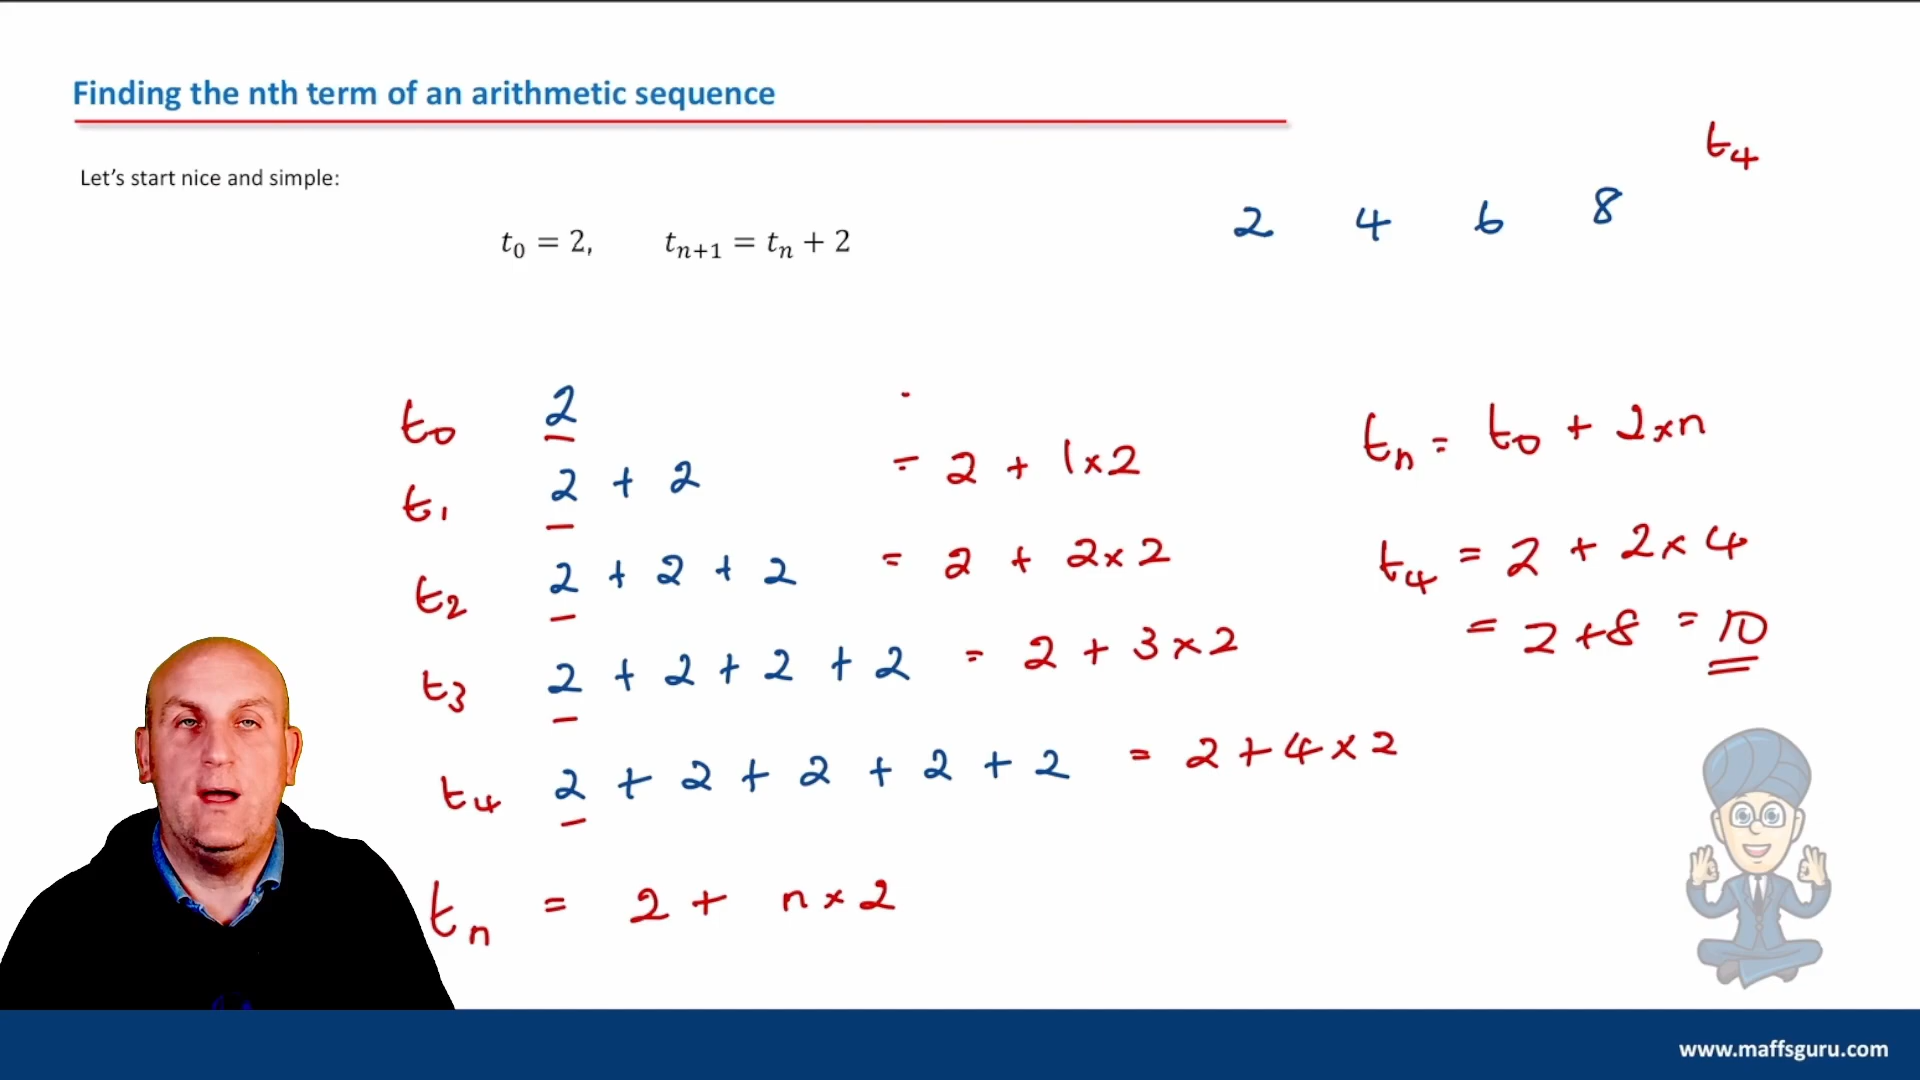 Finding the nth term of an arithmetic sequence
t₄
Let's start nice and simple:
2 4 6 8
t₀ = 2, tₙ₊₁ = tₙ + 2
t₀ 2
t₁ 2 + 2 = 2 + 1×2
t₂ 2 + 2 + 2 = 2 + 2×2
t₃ 2 + 2 + 2 + 2 = 2 + 3×2
t₄ 2 + 2 + 2 + 2 + 2 = 2 + 4×2
tₙ = 2 + n×2
tₙ = t₀ + 2×n
t₄ = 2 + 2×4
= 2+8 = 10
www.maffsguru.com